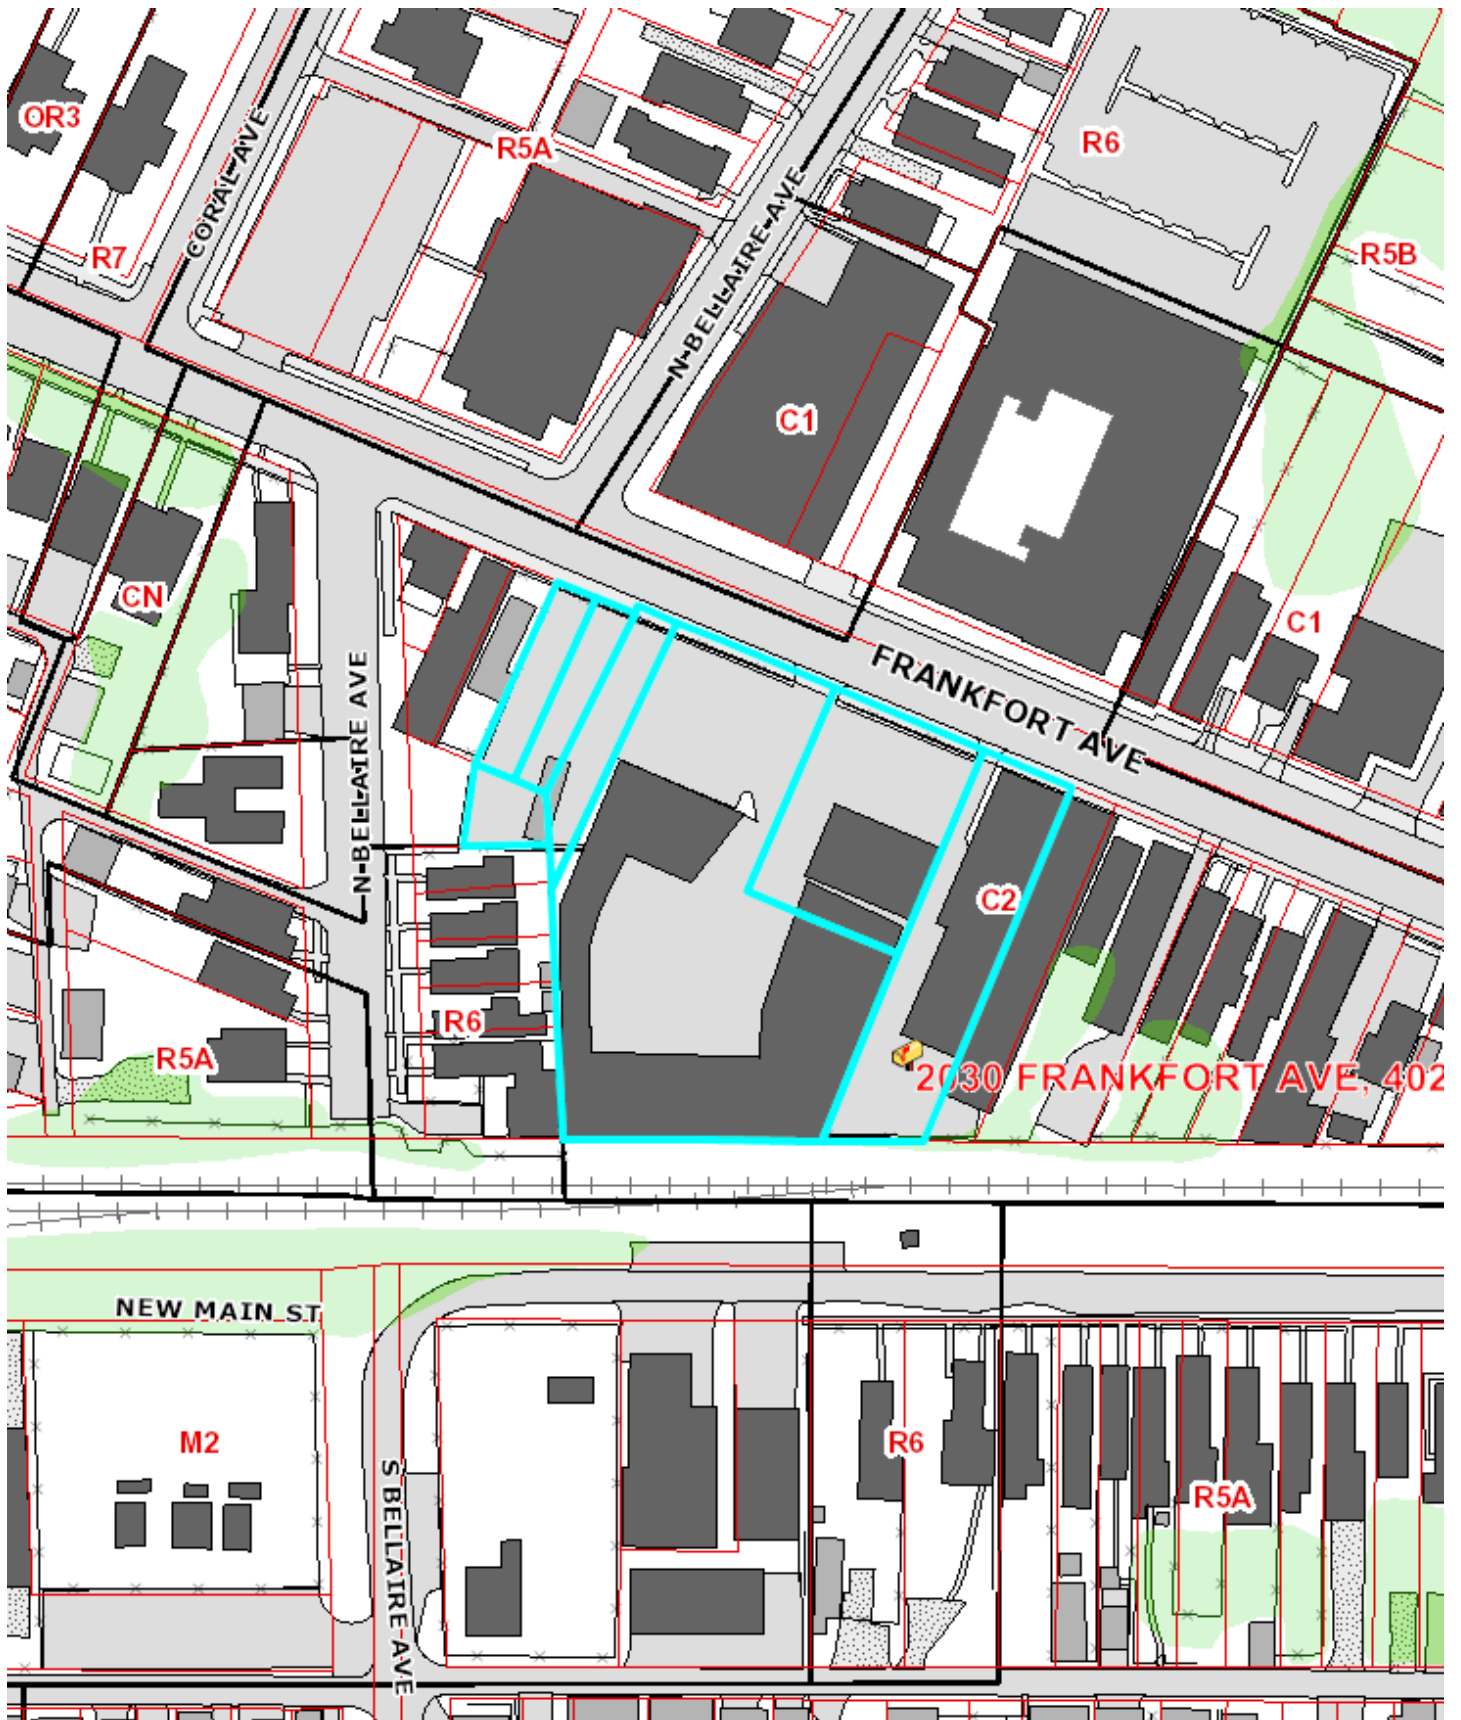 OR3
CORAL AVE
R5A
R6
R7
R5B
N BELLAIRE AVE
C1
CN
C1
FRANKFORT AVE
N BELLAIRE AVE
C2
R6
R5A
2030 FRANKFORT AVE, 402
NEW MAIN ST
M2
S BELLAIRE AVE
R6
R5A